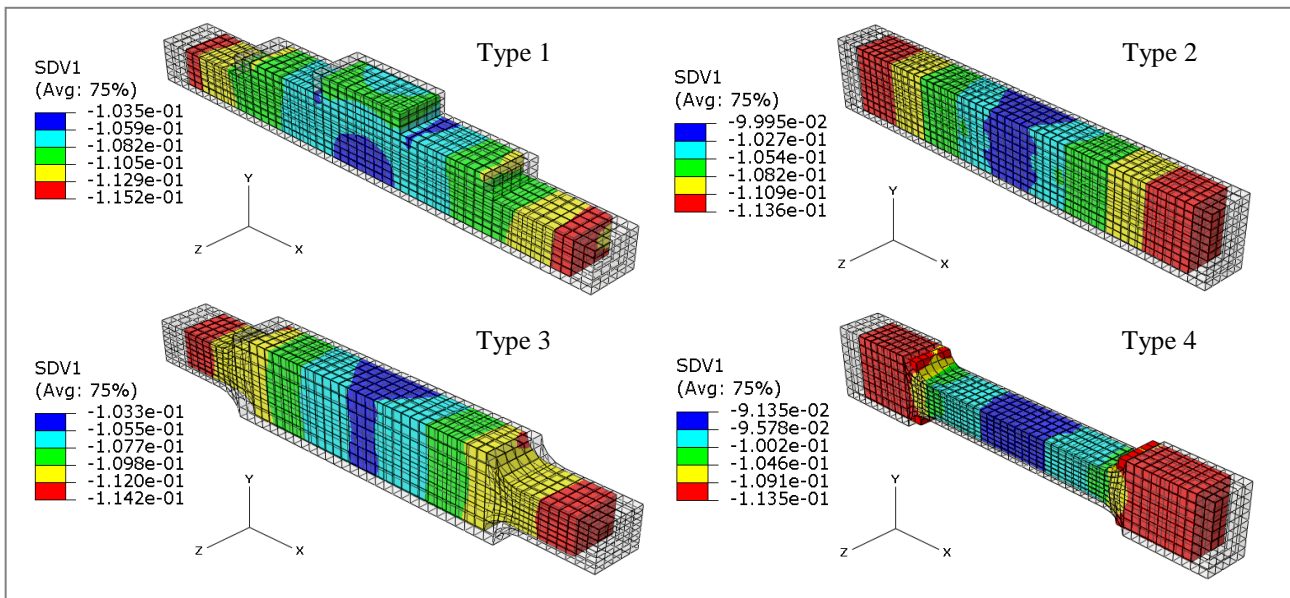 Type 1
SDV1
(Avg: 75%)
-1.035e-01
-1.059e-01
-1.082e-01
-1.105e-01
-1.129e-01
-1.152e-01
Y
Z
X
Type 2
SDV1
(Avg: 75%)
-9.995e-02
-1.027e-01
-1.054e-01
-1.082e-01
-1.109e-01
-1.136e-01
Y
Z
X
Type 3
SDV1
(Avg: 75%)
-1.033e-01
-1.055e-01
-1.077e-01
-1.098e-01
-1.120e-01
-1.142e-01
Y
Z
X
Type 4
SDV1
(Avg: 75%)
-9.135e-02
-9.578e-02
-1.002e-01
-1.046e-01
-1.091e-01
-1.135e-01
Y
Z
X